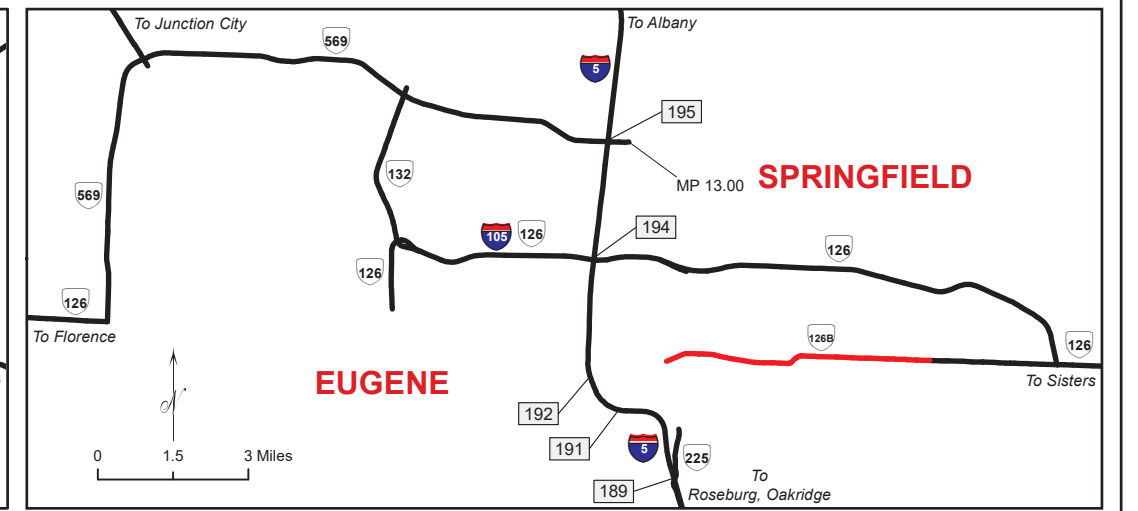 To Junction City
569
To Albany
5
195
132
569
MP 13.00
SPRINGFIELD
194
105
126
126
126
126
To Florence
126B
126
To Sisters
EUGENE
N
192
191
5
225
0
1.5
3 Miles
189
To
Roseburg, Oakridge